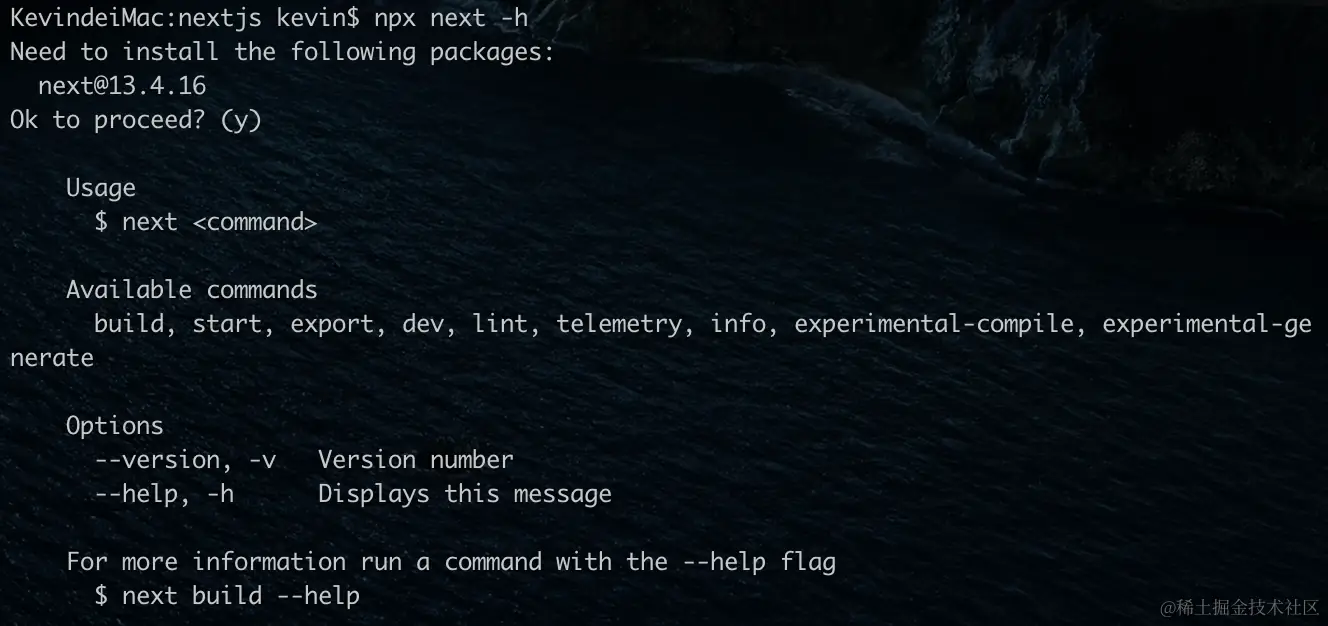 KevindeiMac:nextjs kevin$ npx next -h
Need to install the following packages:
  next@13.4.16
Ok to proceed? (y)

    Usage
      $ next <command>

    Available commands
      build, start, export, dev, lint, telemetry, info, experimental-compile, experimental-ge
nerate

    Options
      --version, -v   Version number
      --help, -h      Displays this message

    For more information run a command with the --help flag
      $ next build --help
@稀土掘金技术社区